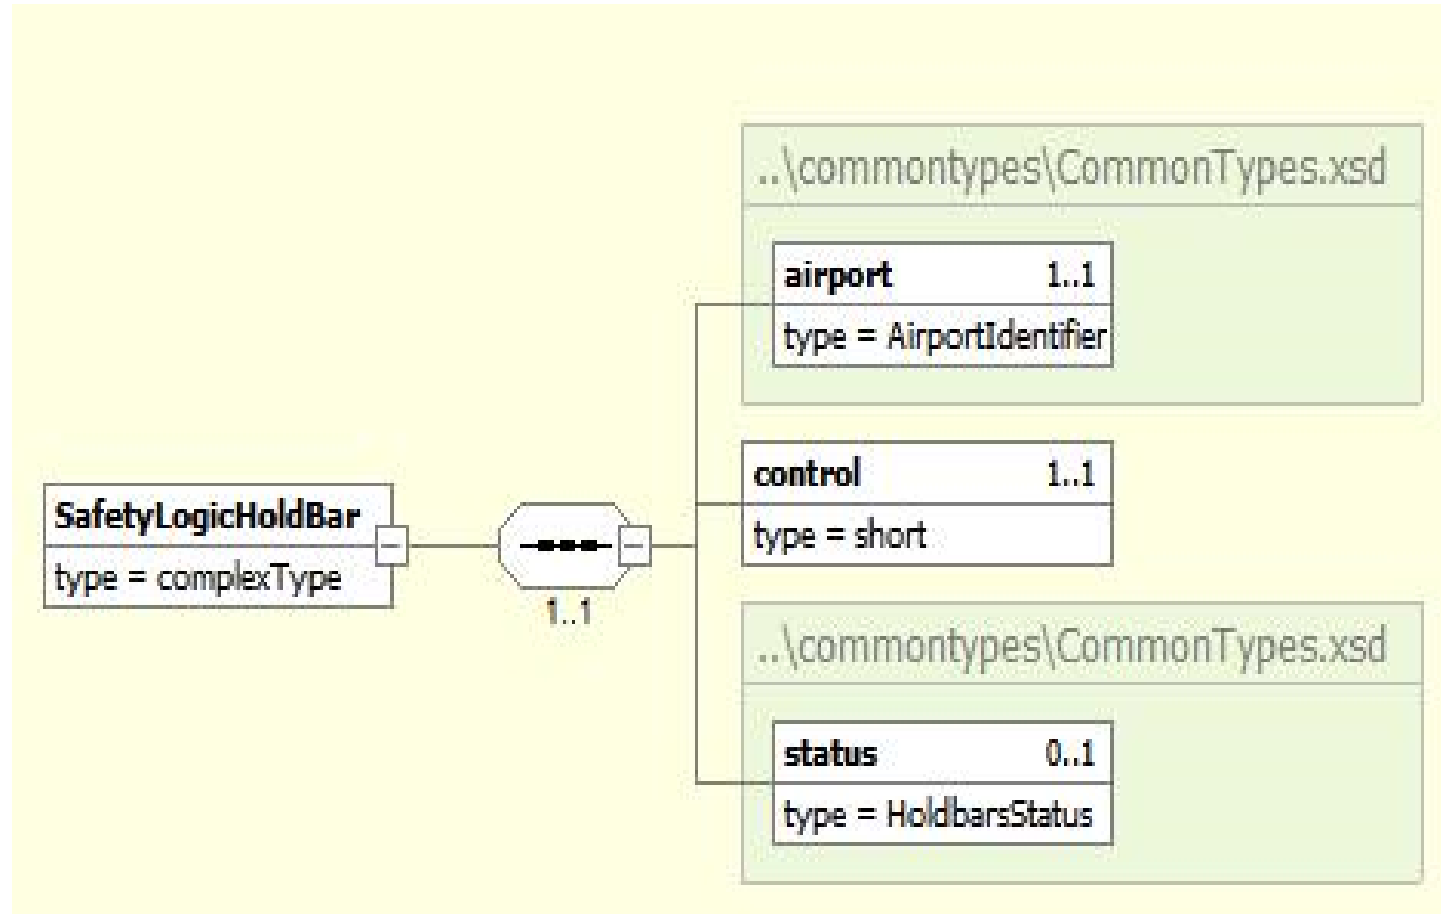 ..\commontypes\CommonTypes.xsd
airport 1..1
type = AirportIdentifier
control 1..1
type = short
SafetyLogicHoldBar
type = complexType
1..1
..\commontypes\CommonTypes.xsd
status 0..1
type = HoldbarsStatus